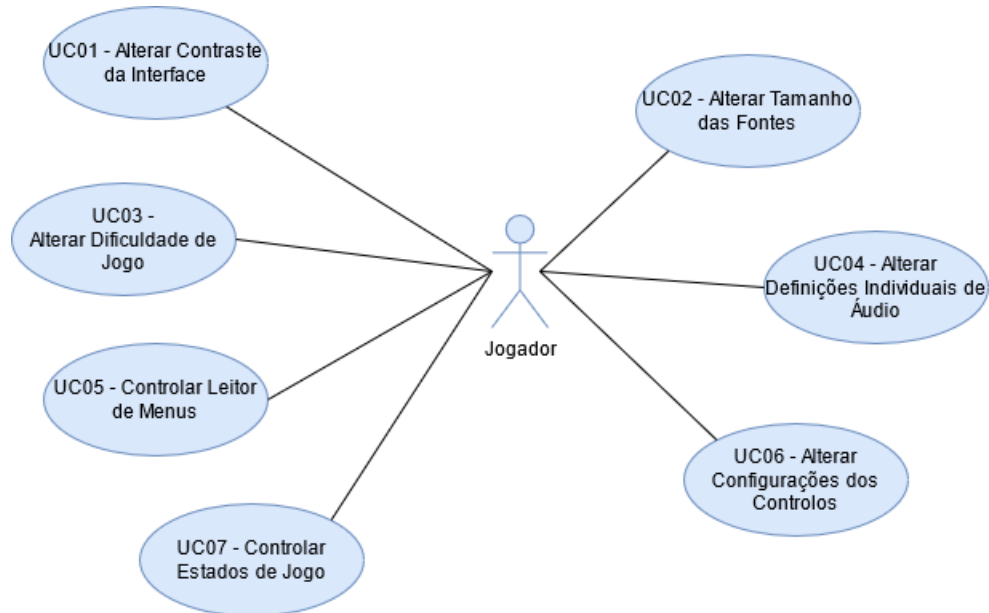 UC01 - Alterar Contraste
da Interface
UC02 - Alterar Tamanho
das Fontes
UC03 -
Alterar Dificuldade de
Jogo
UC04 - Alterar
Definições Individuais de
Áudio
Jogador
UC05 - Controlar Leitor
de Menus
UC06 - Alterar
Configurações dos
Controlos
UC07 - Controlar
Estados de Jogo